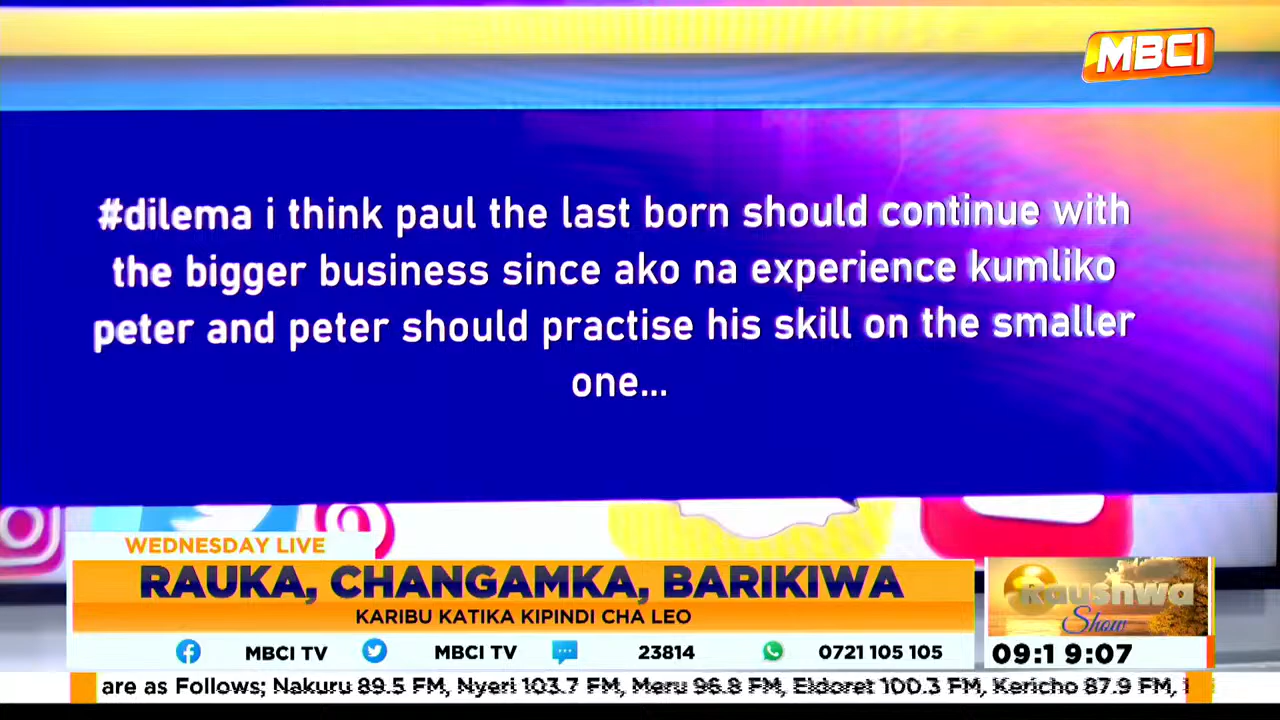 MBCI
#dilema i think paul the last born should continue with
the bigger business since ako na experience kumliko
peter and peter should practise his skill on the smaller
one...
WEDNESDAY LIVE
RAUKA, CHANGAMKA, BARIKIWA
KARIBU KATIKA KIPINDI CHA LEO
Raushwa
Show
MBCI TV MBCI TV 23814 0721 105 105
09:1 9:07
are as Follows; Nakuru 89.5 FM, Nyeri 103.7 FM, Meru 96.8 FM, Eldoret 100.3 FM, Kericho 87.9 FM,